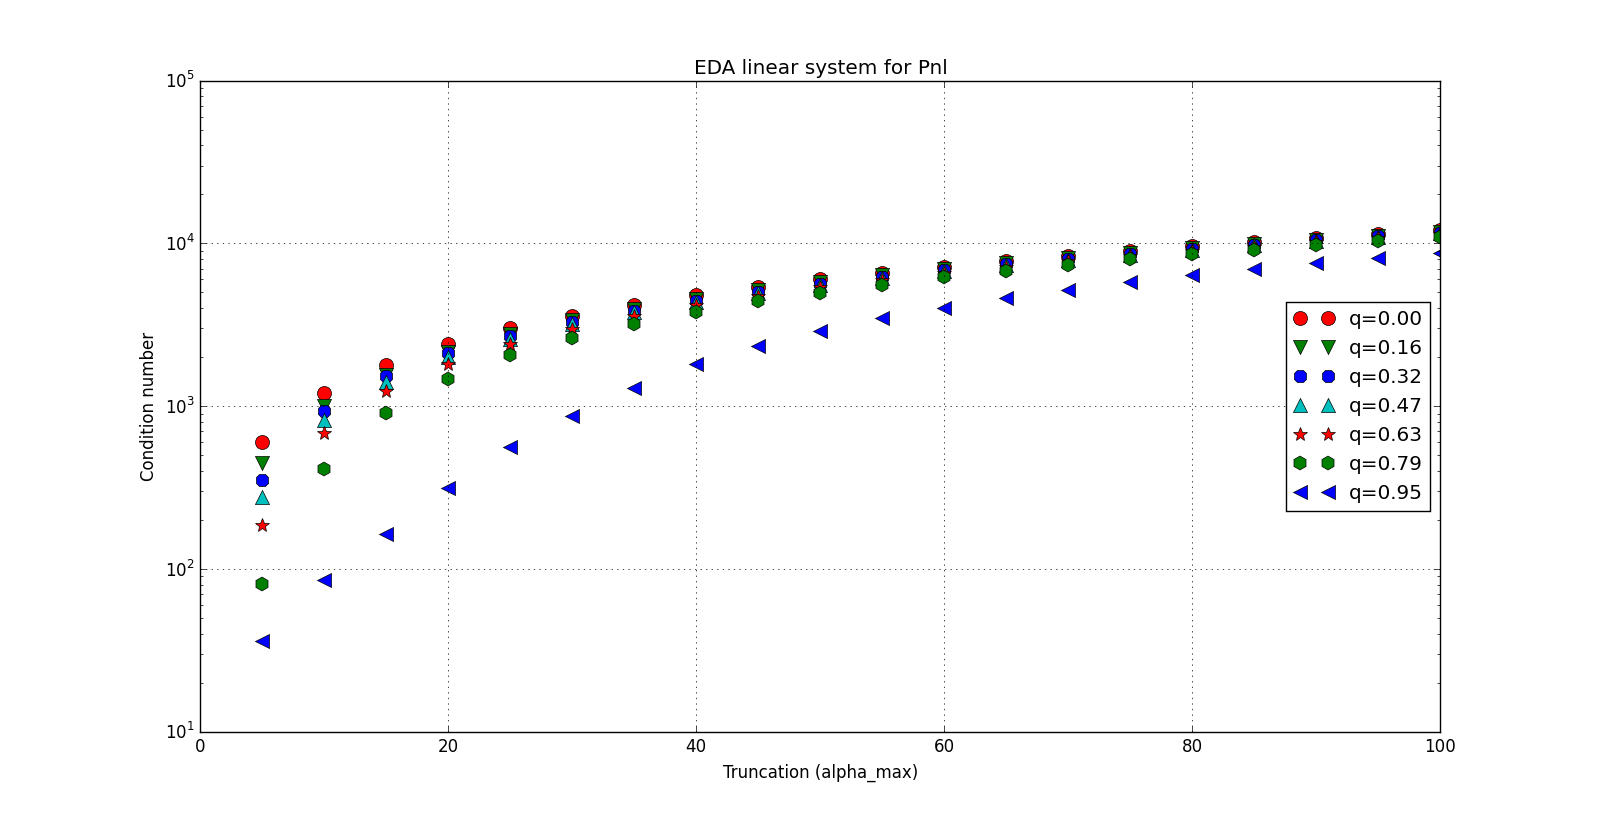 EDA linear system for Pnl
10^5
10^4
10^3
10^2
10^1
Condition number
0 20 40 60 80 100
Truncation (alpha_max)
q=0.00
q=0.16
q=0.32
q=0.47
q=0.63
q=0.79
q=0.95